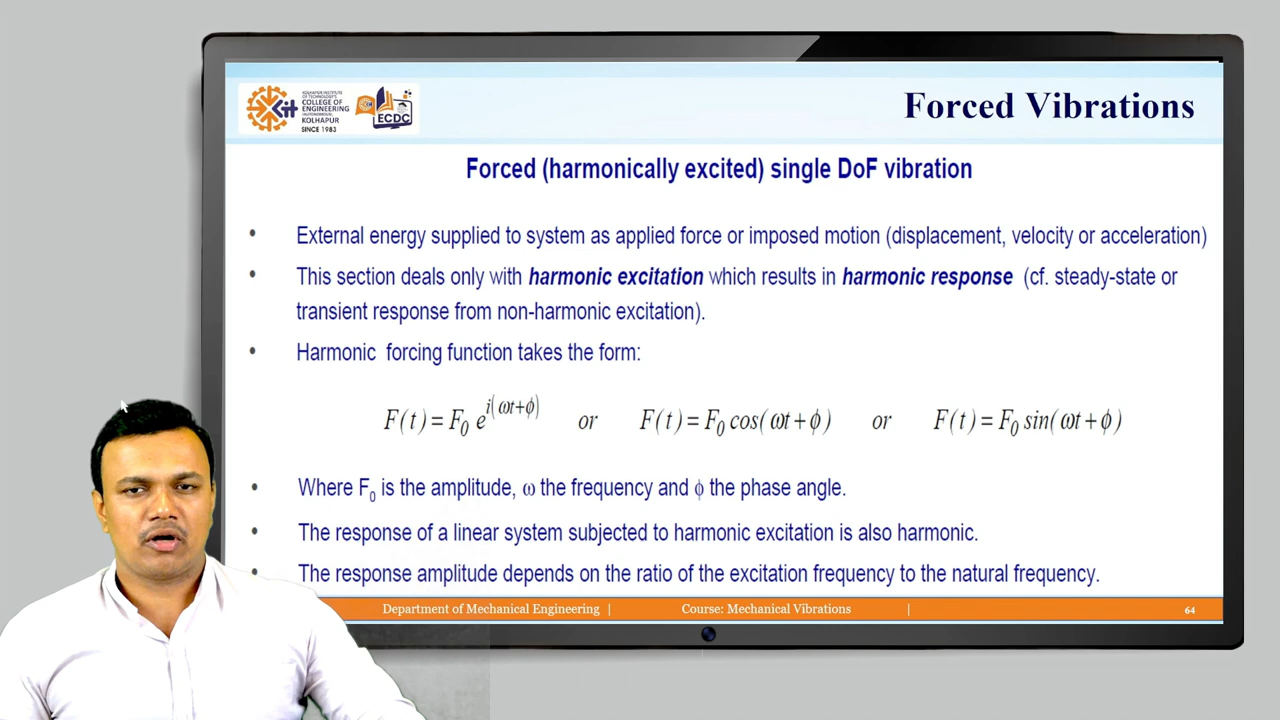 KOLHAPUR INSTITUTE
OF TECHNOLOGY'S
COLLEGE OF
ENGINEERING
(AUTONOMOUS),
KOLHAPUR
SINCE 1983
ECDC
Forced Vibrations
Forced (harmonically excited) single DoF vibration
• External energy supplied to system as applied force or imposed motion (displacement, velocity or acceleration)
• This section deals only with harmonic excitation which results in harmonic response (cf. steady-state or
transient response from non-harmonic excitation).
• Harmonic forcing function takes the form:
F(t) = F₀ e^{i(ωt+ϕ)} or F(t) = F₀ cos(ωt + ϕ) or F(t) = F₀ sin(ωt + ϕ)
• Where F₀ is the amplitude, ω the frequency and ϕ the phase angle.
• The response of a linear system subjected to harmonic excitation is also harmonic.
• The response amplitude depends on the ratio of the excitation frequency to the natural frequency.
Department of Mechanical Engineering | Course: Mechanical Vibrations | 64